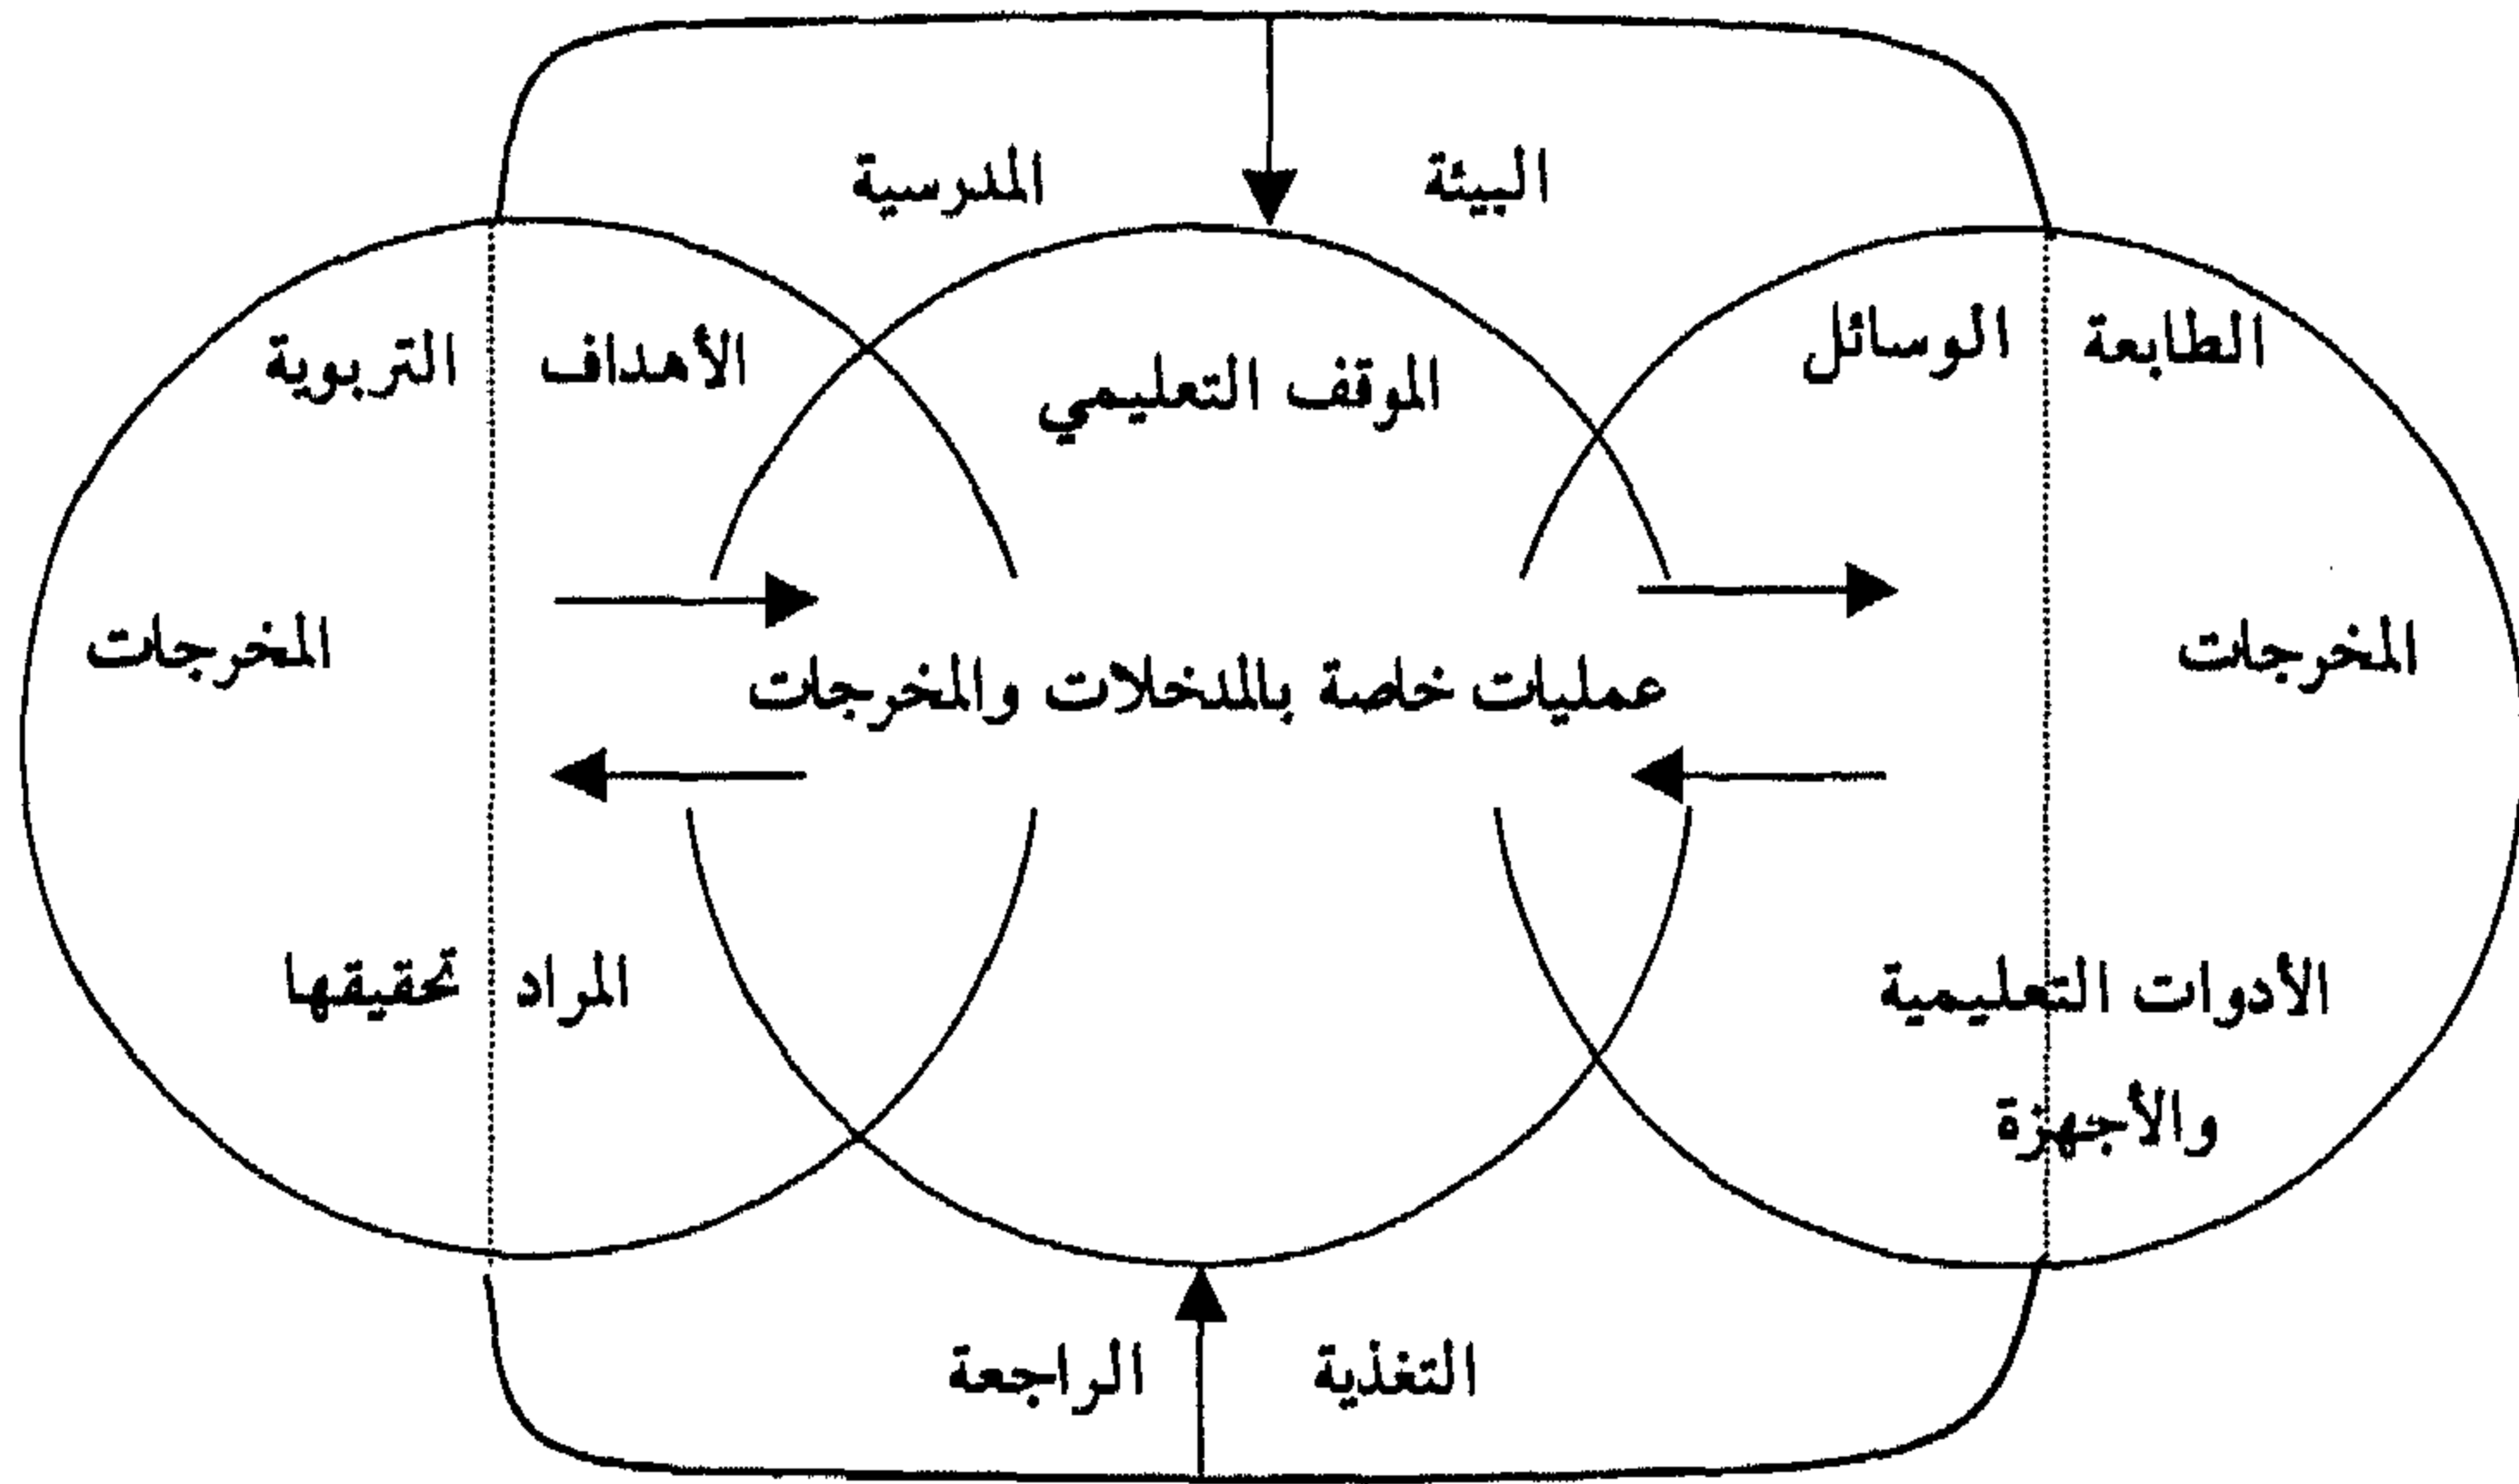 البيئة المدرسية
الطابعة الوسائل
الموقف التعليمي
الأهداف التربوية
المخرجات
عمليات خاصة بالمدخلات والمخرجات
المخرجات
الأدوات التعليمية
والأجهزة
المراد تحقيقها
التغذية الراجعة